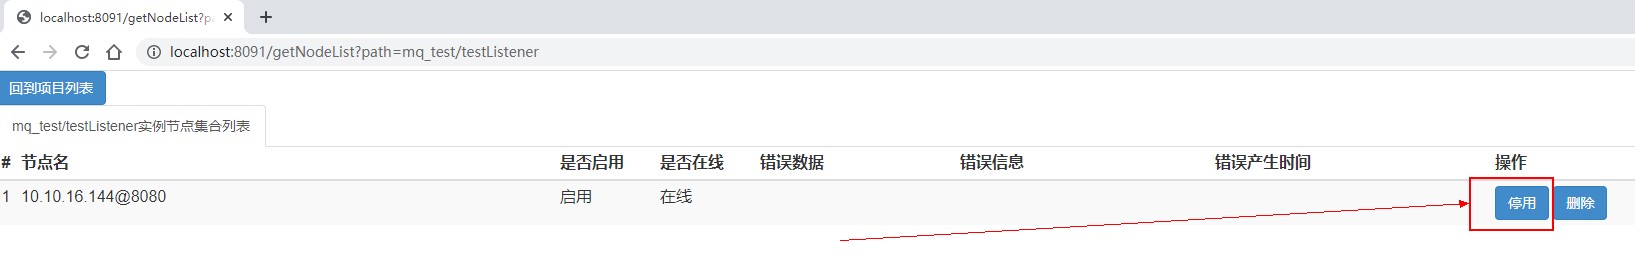 localhost:8091/getNodeList?pa
localhost:8091/getNodeList?path=mq_test/testListener
回到项目列表
mq_test/testListener实例节点集合列表
# 节点名 是否启用 是否在线 错误数据 错误信息 错误产生时间 操作
1 10.10.16.144@8080 启用 在线 停用 删除